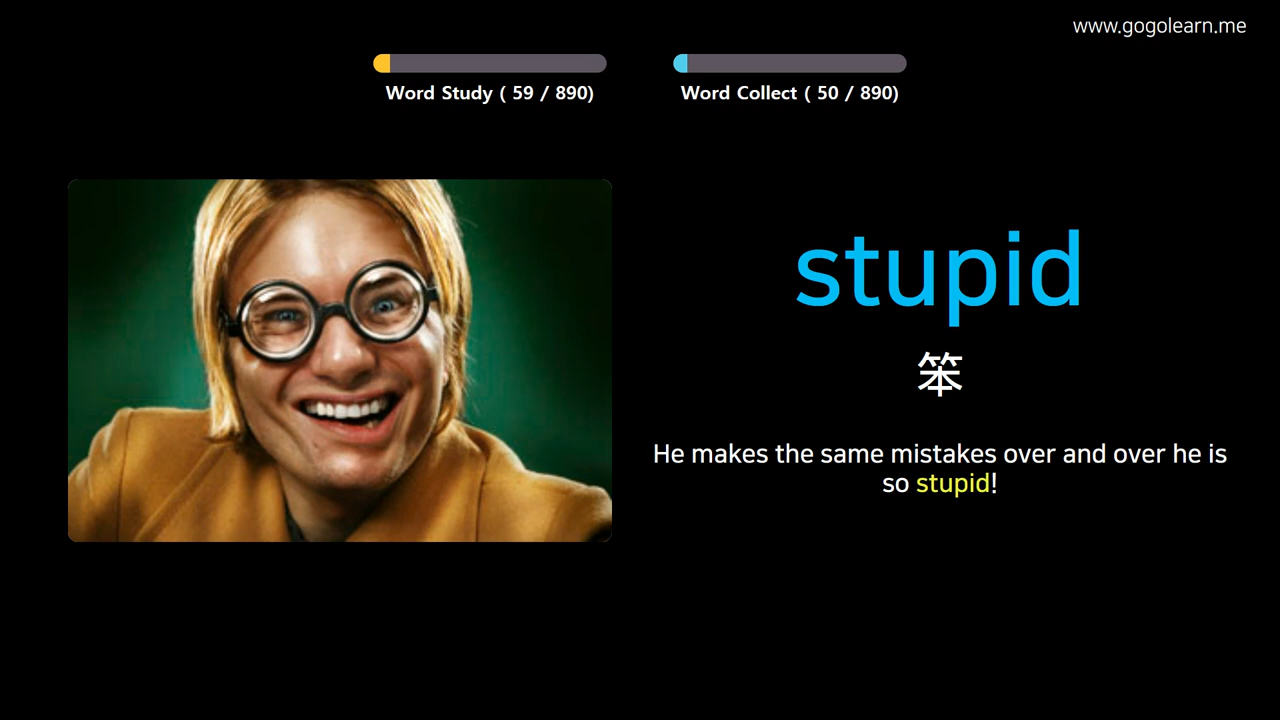 www.gogolearn.me
Word Study ( 59 / 890)
Word Collect ( 50 / 890)
stupid
笨
He makes the same mistakes over and over he is
so stupid!